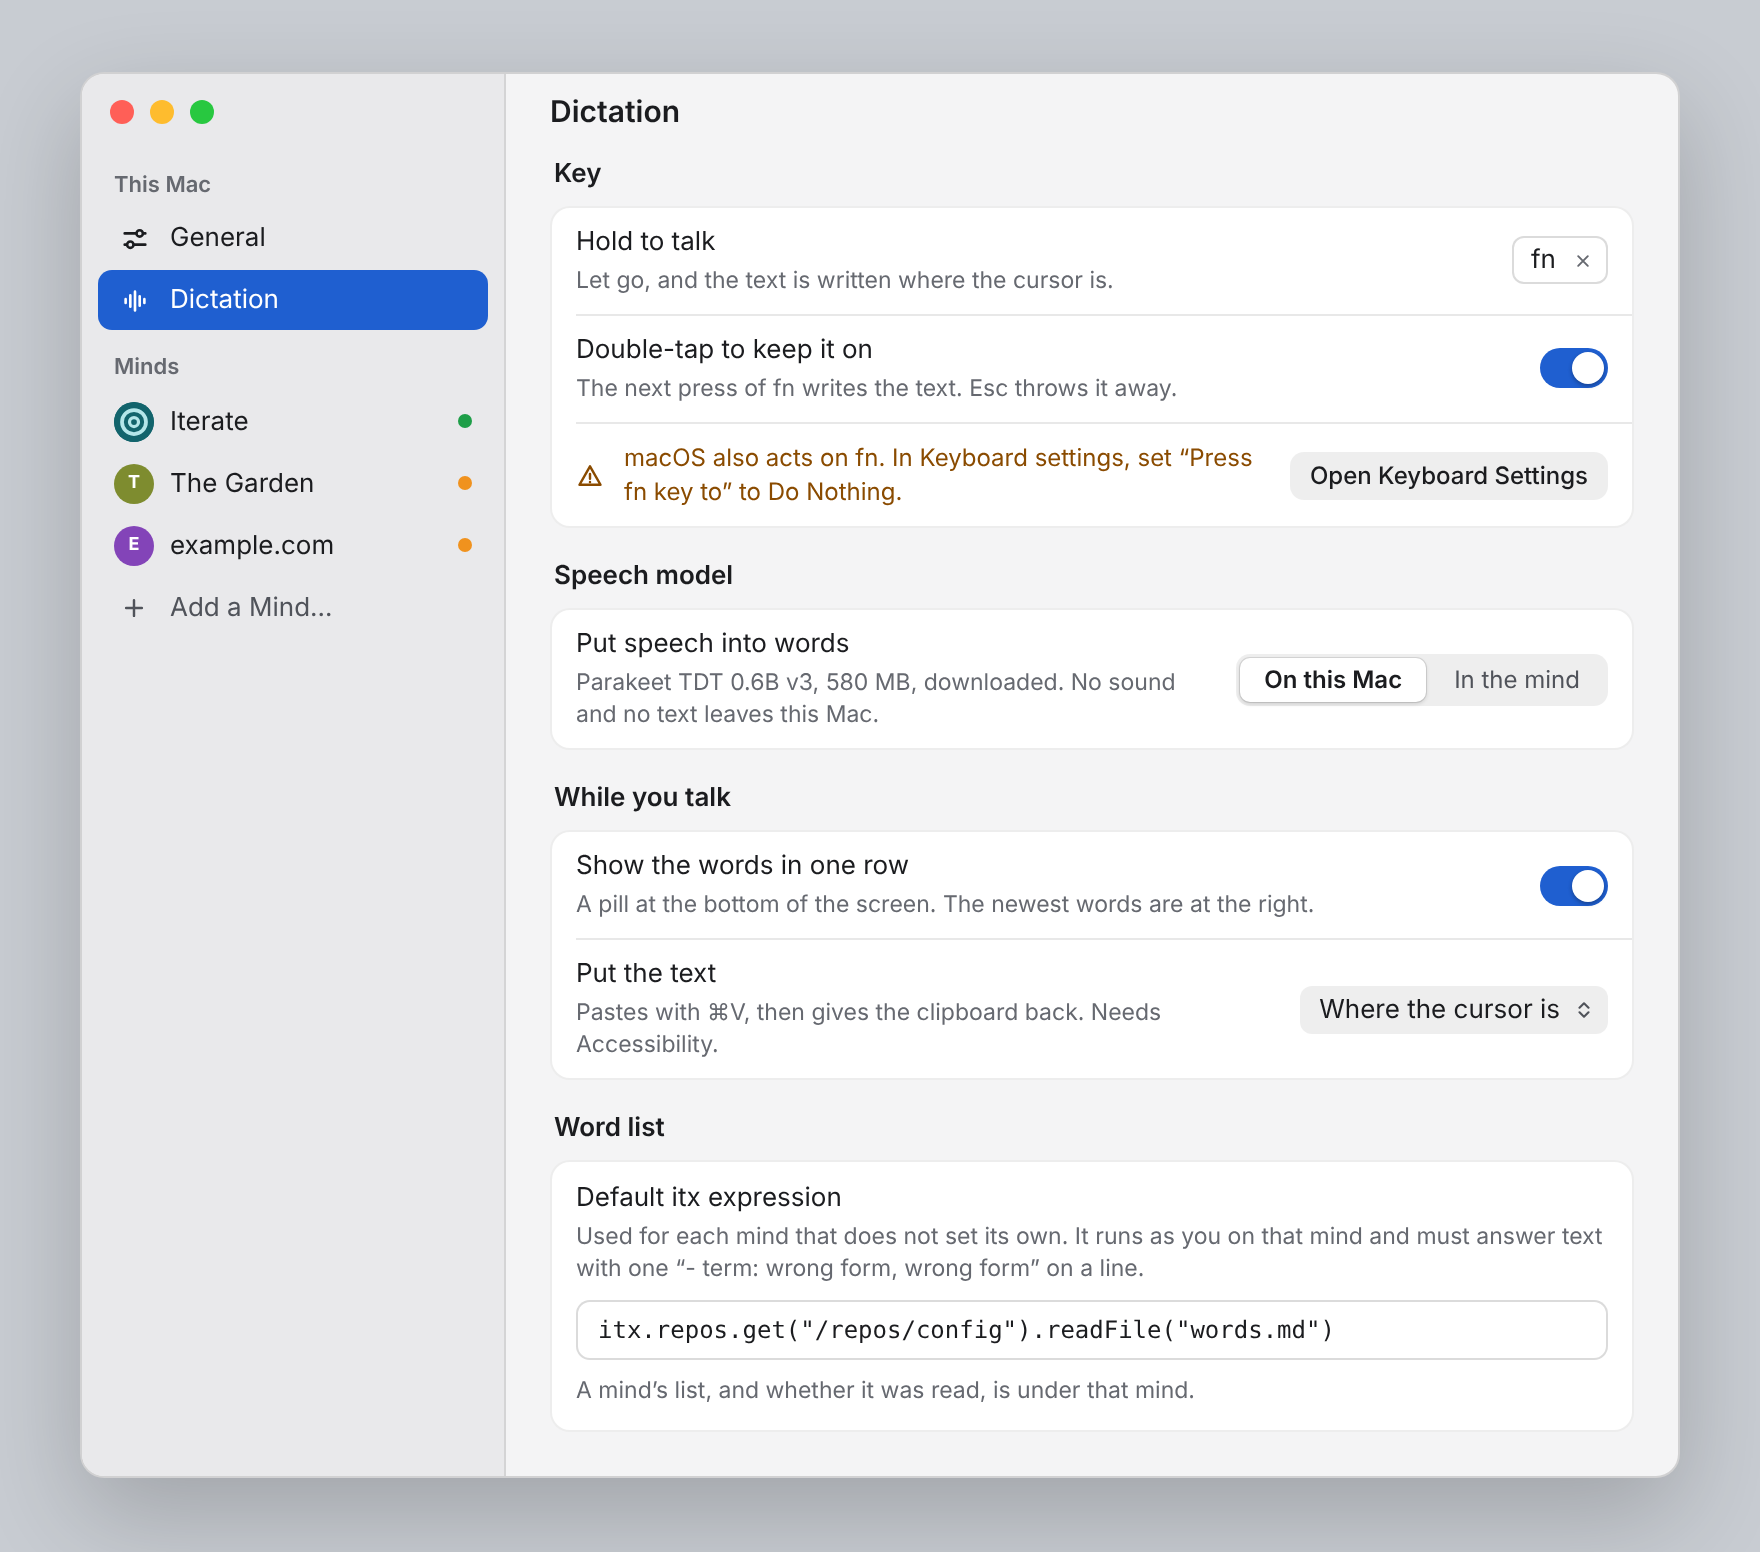 This Mac
General
Dictation
Minds
Iterate
T
The Garden
E
example.com
Add a Mind...
Dictation
Key
Hold to talk
Let go, and the text is written where the cursor is.
fn ×
Double-tap to keep it on
The next press of fn writes the text. Esc throws it away.
macOS also acts on fn. In Keyboard settings, set “Press
fn key to” to Do Nothing.
Open Keyboard Settings
Speech model
Put speech into words
Parakeet TDT 0.6B v3, 580 MB, downloaded. No sound
and no text leaves this Mac.
On this Mac
In the mind
While you talk
Show the words in one row
A pill at the bottom of the screen. The newest words are at the right.
Put the text
Pastes with ⌘V, then gives the clipboard back. Needs
Accessibility.
Where the cursor is
Word list
Default itx expression
Used for each mind that does not set its own. It runs as you on that mind and must answer text
with one “- term: wrong form, wrong form” on a line.
itx.repos.get("/repos/config").readFile("words.md")
A mind’s list, and whether it was read, is under that mind.